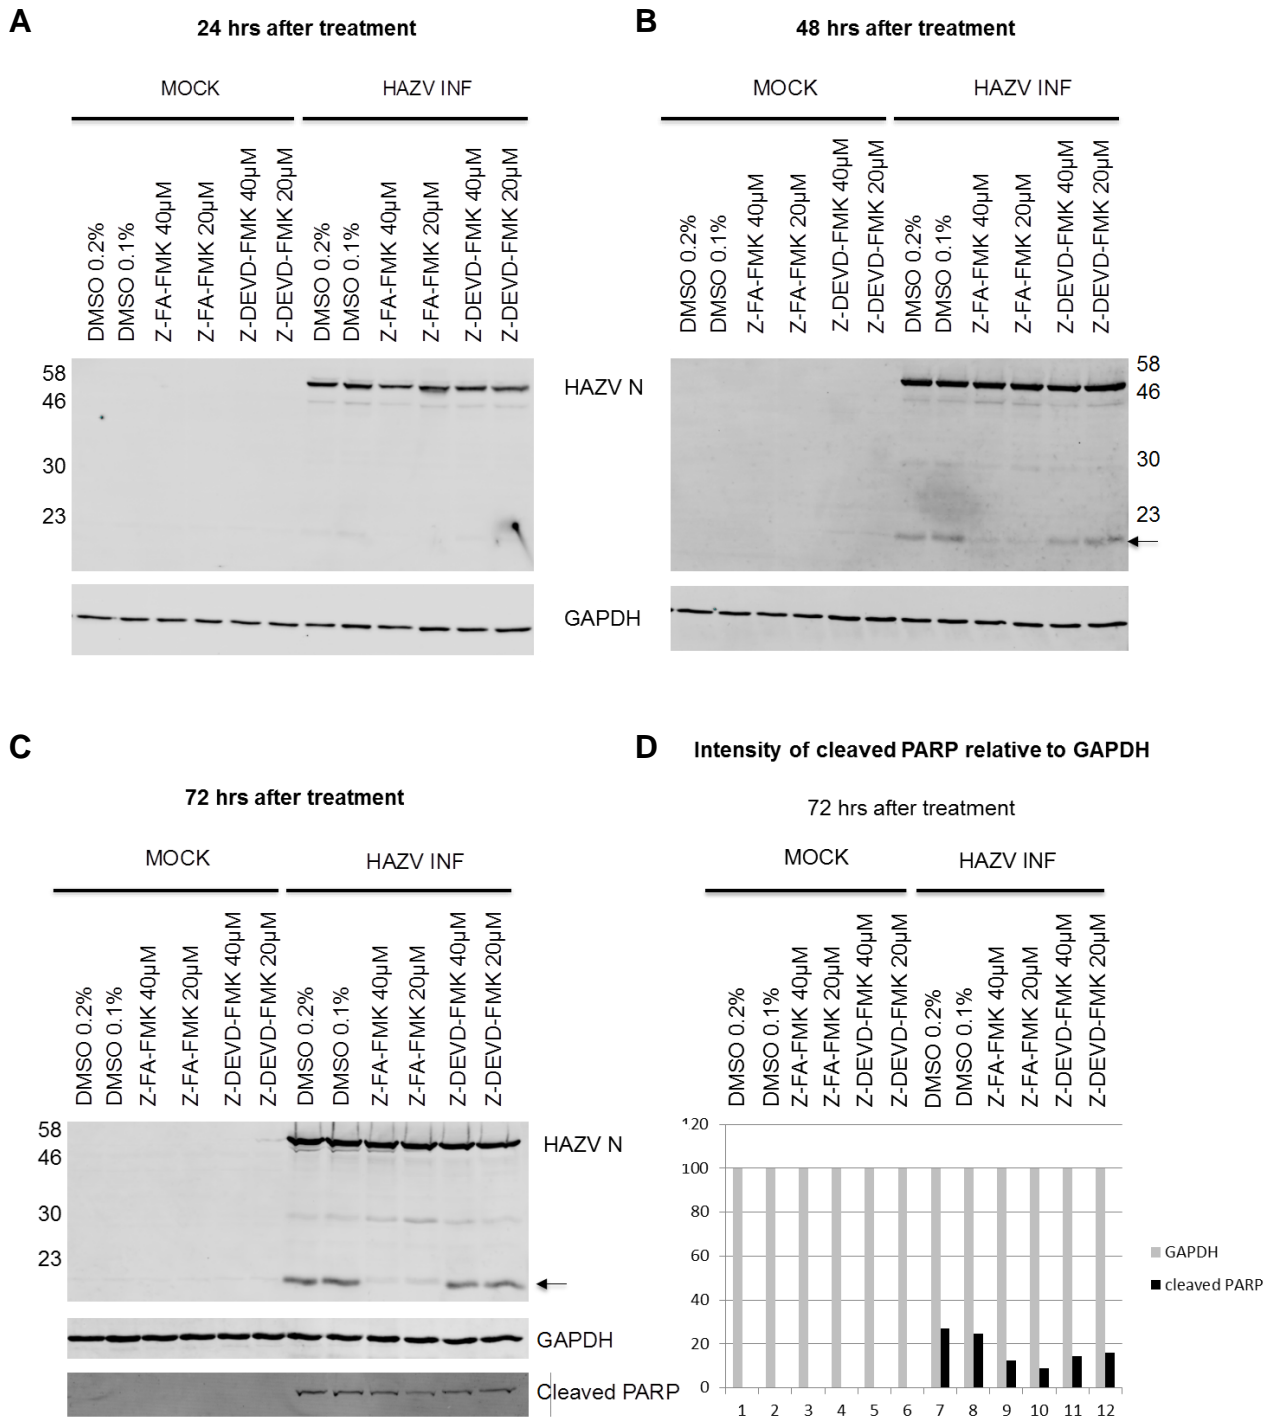 A
24 hrs after treatment
MOCK
HAZV INF
DMSO 0.2%
DMSO 0.1%
Z-FA-FMK 40µM
Z-FA-FMK 20µM
Z-DEVD-FMK 40µM
Z-DEVD-FMK 20µM
DMSO 0.2%
DMSO 0.1%
Z-FA-FMK 40µM
Z-FA-FMK 20µM
Z-DEVD-FMK 40µM
Z-DEVD-FMK 20µM
58
46
30
23
HAZV N
GAPDH
B
48 hrs after treatment
MOCK
HAZV INF
DMSO 0.2%
DMSO 0.1%
Z-FA-FMK 40µM
Z-FA-FMK 20µM
Z-DEVD-FMK 40µM
Z-DEVD-FMK 20µM
DMSO 0.2%
DMSO 0.1%
Z-FA-FMK 40µM
Z-FA-FMK 20µM
Z-DEVD-FMK 40µM
Z-DEVD-FMK 20µM
58
46
30
23
C
72 hrs after treatment
MOCK
HAZV INF
DMSO 0.2%
DMSO 0.1%
Z-FA-FMK 40µM
Z-FA-FMK 20µM
Z-DEVD-FMK 40µM
Z-DEVD-FMK 20µM
DMSO 0.2%
DMSO 0.1%
Z-FA-FMK 40µM
Z-FA-FMK 20µM
Z-DEVD-FMK 40µM
Z-DEVD-FMK 20µM
58
46
30
23
HAZV N
GAPDH
Cleaved PARP
D
Intensity of cleaved PARP relative to GAPDH
72 hrs after treatment
MOCK
HAZV INF
DMSO 0.2%
DMSO 0.1%
Z-FA-FMK 40µM
Z-FA-FMK 20µM
Z-DEVD-FMK 40µM
Z-DEVD-FMK 20µM
DMSO 0.2%
DMSO 0.1%
Z-FA-FMK 40µM
Z-FA-FMK 20µM
Z-DEVD-FMK 40µM
Z-DEVD-FMK 20µM
120
100
80
60
40
20
0
1 2 3 4 5 6 7 8 9 10 11 12
GAPDH
cleaved PARP